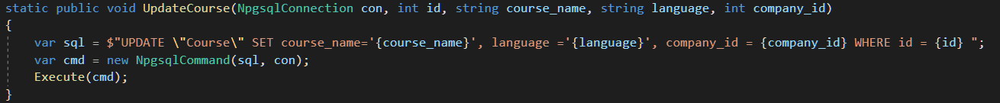 static public void UpdateCourse(NpgsqlConnection con, int id, string course_name, string language, int company_id)
{
var sql = $"UPDATE \"Course\" SET course_name='{course_name}', language ='{language}', company_id = {company_id} WHERE id = {id} ";
var cmd = new NpgsqlCommand(sql, con);
Execute(cmd);
}